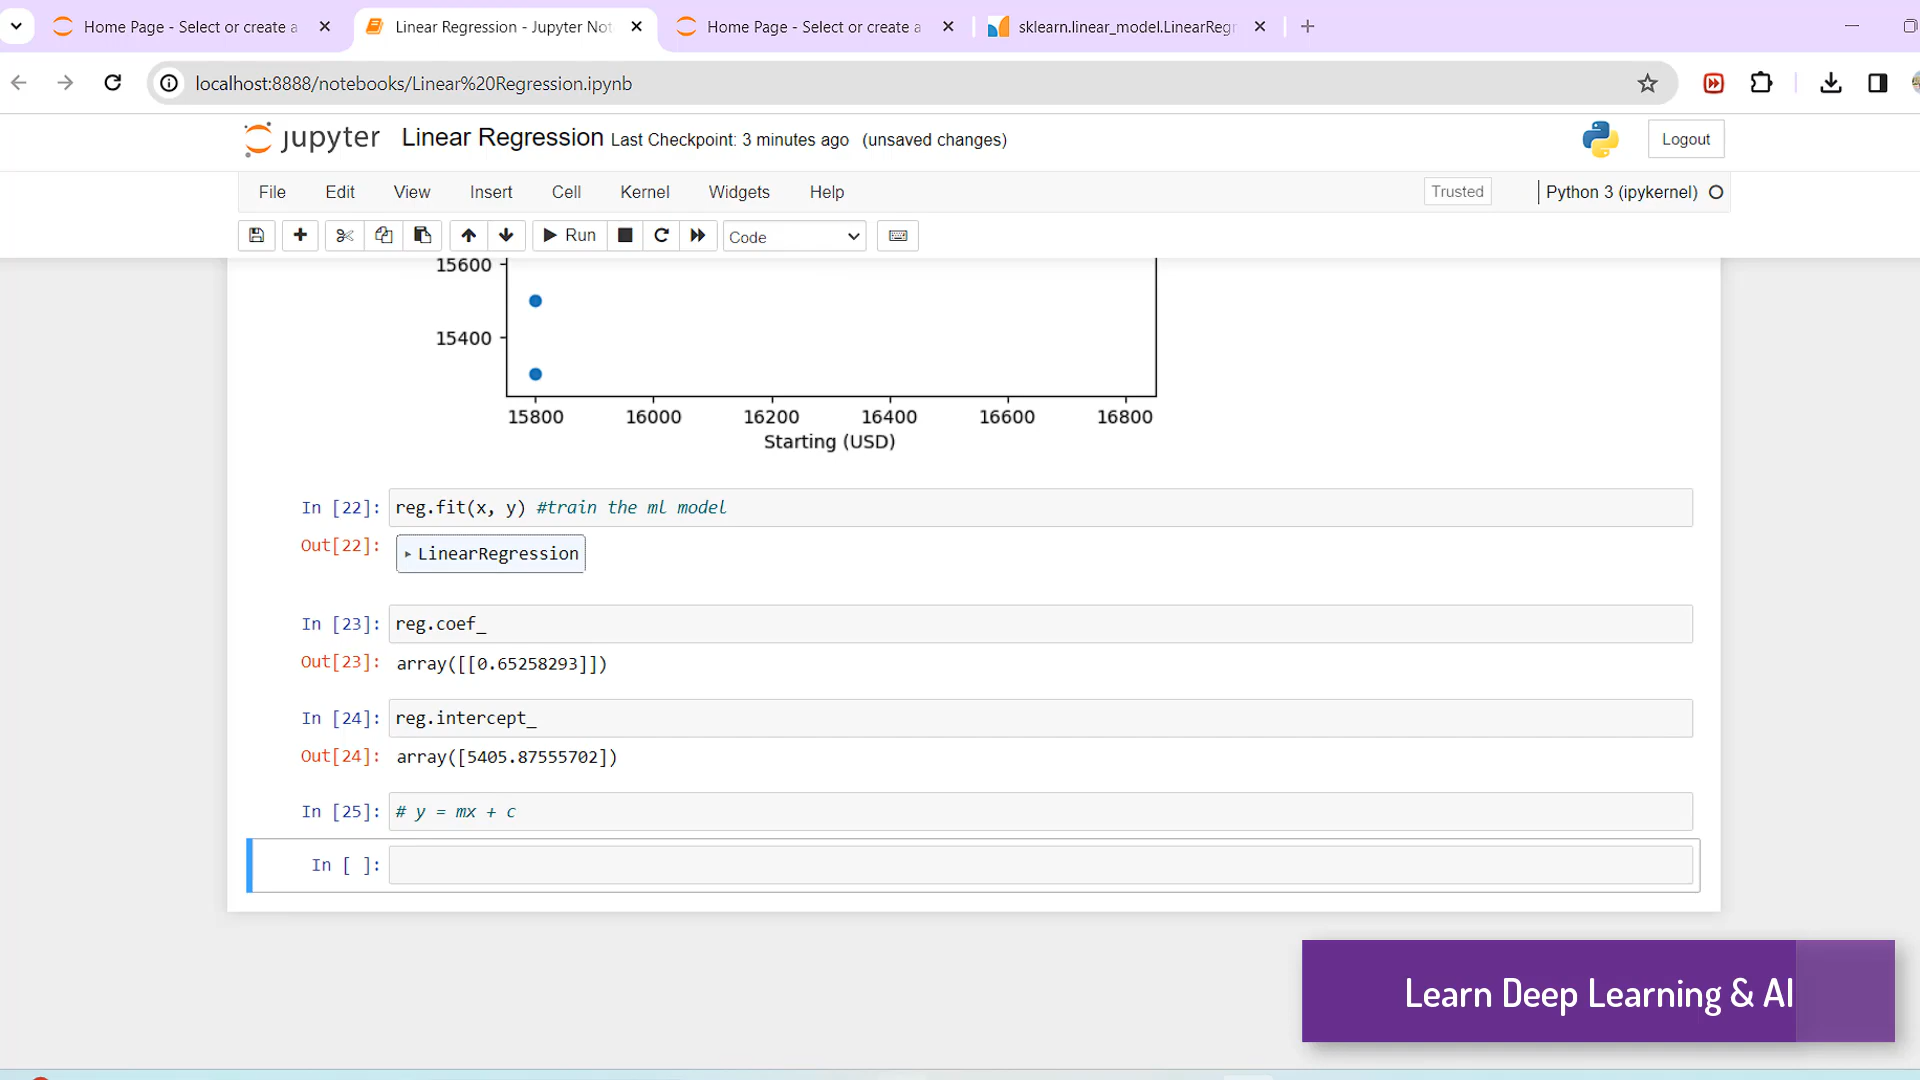 Home Page - Select or create a
Linear Regression - Jupyter Not
Home Page - Select or create a
sklearn.linear_model.LinearRegr
localhost:8888/notebooks/Linear%20Regression.ipynb
jupyter Linear Regression Last Checkpoint: 3 minutes ago (unsaved changes)
Logout
File Edit View Insert Cell Kernel Widgets Help
Trusted
Python 3 (ipykernel)
Run
Code
15600
15400
15800 16000 16200 16400 16600 16800
Starting (USD)
In [22]: reg.fit(x, y) #train the ml model
Out[22]: LinearRegression
In [23]: reg.coef_
Out[23]: array([[0.65258293]])
In [24]: reg.intercept_
Out[24]: array([5405.87555702])
In [25]: # y = mx + c
In [ ]:
Learn Deep Learning & AI